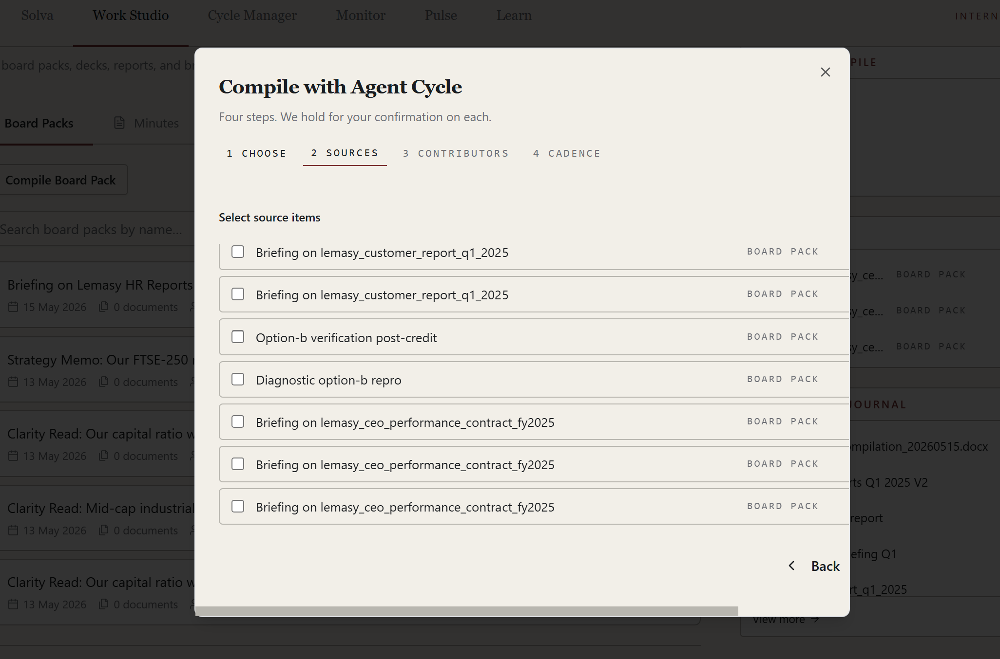 Solva Work Studio Cycle Manager Monitor Pulse Learn INTERN
board packs, decks, reports, and br
PILE
Compile with Agent Cycle
Four steps. We hold for your confirmation on each.
Board Packs Minutes
1 CHOOSE 2 SOURCES 3 CONTRIBUTORS 4 CADENCE
Compile Board Pack
Search board packs by name...
Select source items
Briefing on lemasy_customer_report_q1_2025 BOARD PACK
Briefing on lemasy_customer_report_q1_2025 BOARD PACK
Option-b verification post-credit BOARD PACK
Diagnostic option-b repro BOARD PACK
Briefing on lemasy_ceo_performance_contract_fy2025 BOARD PACK
Briefing on lemasy_ceo_performance_contract_fy2025 BOARD PACK
Briefing on lemasy_ceo_performance_contract_fy2025 BOARD PACK
Back
Briefing on Lemasy HR Reports
15 May 2026 0 documents
Strategy Memo: Our FTSE-250
13 May 2026 0 documents
Clarity Read: Our capital ratio w
13 May 2026 0 documents
Clarity Read: Mid-cap industrial
13 May 2026 0 documents
Clarity Read: Our capital ratio w
13 May 2026 0 documents
sy_ce... BOARD PACK
sy_ce... BOARD PACK
sy_ce... BOARD PACK
JOURNAL
ompilation_20260515.docx
rts Q1 2025 V2
report
efing Q1
rt_q1_2025
View more →